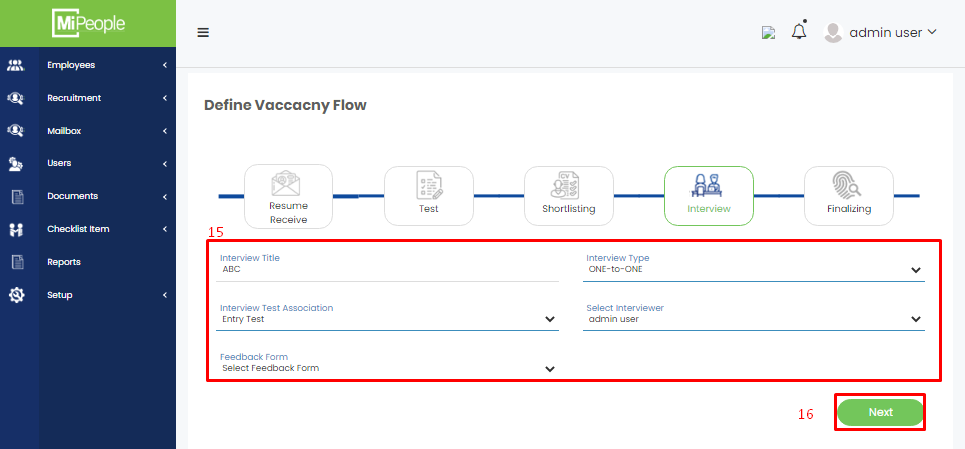 MiPeople
admin user
Employees
Recruitment
Mailbox
Users
Documents
Checklist Item
Reports
Setup
Define Vaccacny Flow
Resume
Receive
Test
CV
Shortlisting
Interview
Finalizing
15
Interview Title
ABC
Interview Type
ONE-to-ONE
Interview Test Association
Entry Test
Select Interviewer
admin user
Feedback Form
Select Feedback Form
16
Next